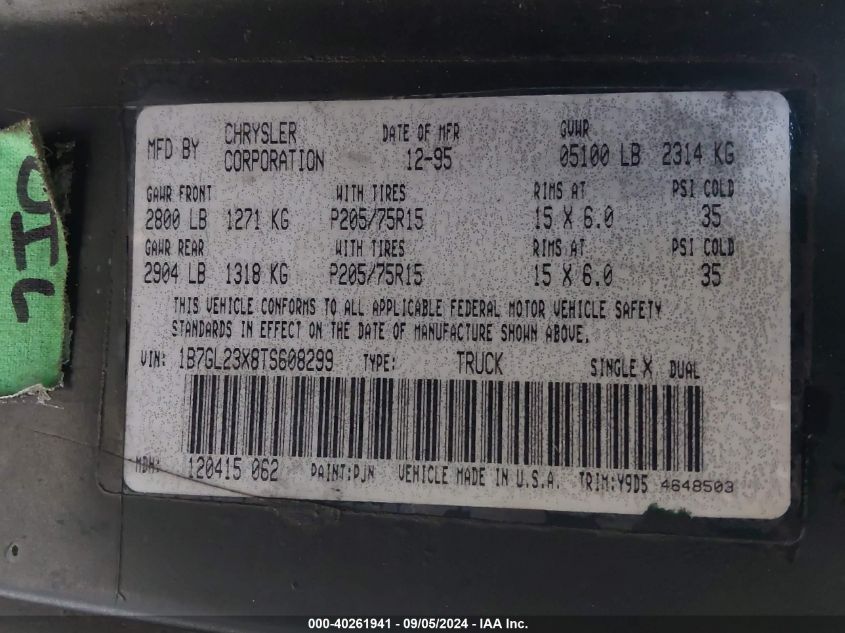 MFD BY CHRYSLER CORPORATION DATE OF MFR 12-95 GVWR 05100 LB 2314 KG
GAWR FRONT WITH TIRES RIMS AT PSI COLD
2800 LB 1271 KG P205/75R15 15 X 6.0 35
GAWR REAR WITH TIRES RIMS AT PSI COLD
2904 LB 1318 KG P205/75R15 15 X 6.0 35
THIS VEHICLE CONFORMS TO ALL APPLICABLE FEDERAL MOTOR VEHICLE SAFETY
STANDARDS IN EFFECT ON THE DATE OF MANUFACTURE SHOWN ABOVE.
VIN: 1B7GL23X8TS608299 TYPE: TRUCK SINGLE X DUAL
MDH: 120415 062 PAINT:PJN VEHICLE MADE IN U.S.A. TRIM:Y9D5 4648503
000-40261941 - 09/05/2024 - IAA Inc.